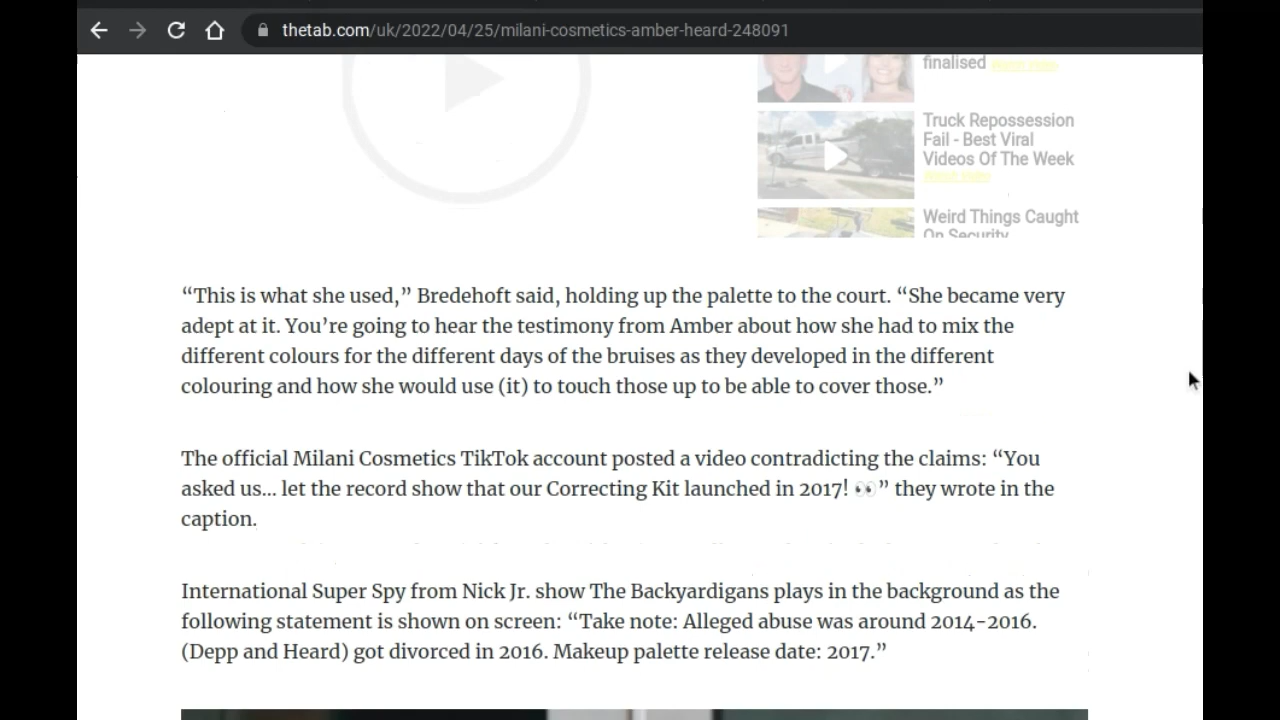 thetab.com/uk/2022/04/25/milani-cosmetics-amber-heard-248091
finalised Watch Video
Truck Repossession
Fail - Best Viral
Videos Of The Week
Watch Video
Weird Things Caught
On Security
“This is what she used,” Bredehoft said, holding up the palette to the court. “She became very
adept at it. You’re going to hear the testimony from Amber about how she had to mix the
different colours for the different days of the bruises as they developed in the different
colouring and how she would use (it) to touch those up to be able to cover those.”
The official Milani Cosmetics TikTok account posted a video contradicting the claims: “You
asked us… let the record show that our Correcting Kit launched in 2017! 👀” they wrote in the
caption.
International Super Spy from Nick Jr. show The Backyardigans plays in the background as the
following statement is shown on screen: “Take note: Alleged abuse was around 2014-2016.
(Depp and Heard) got divorced in 2016. Makeup palette release date: 2017.”